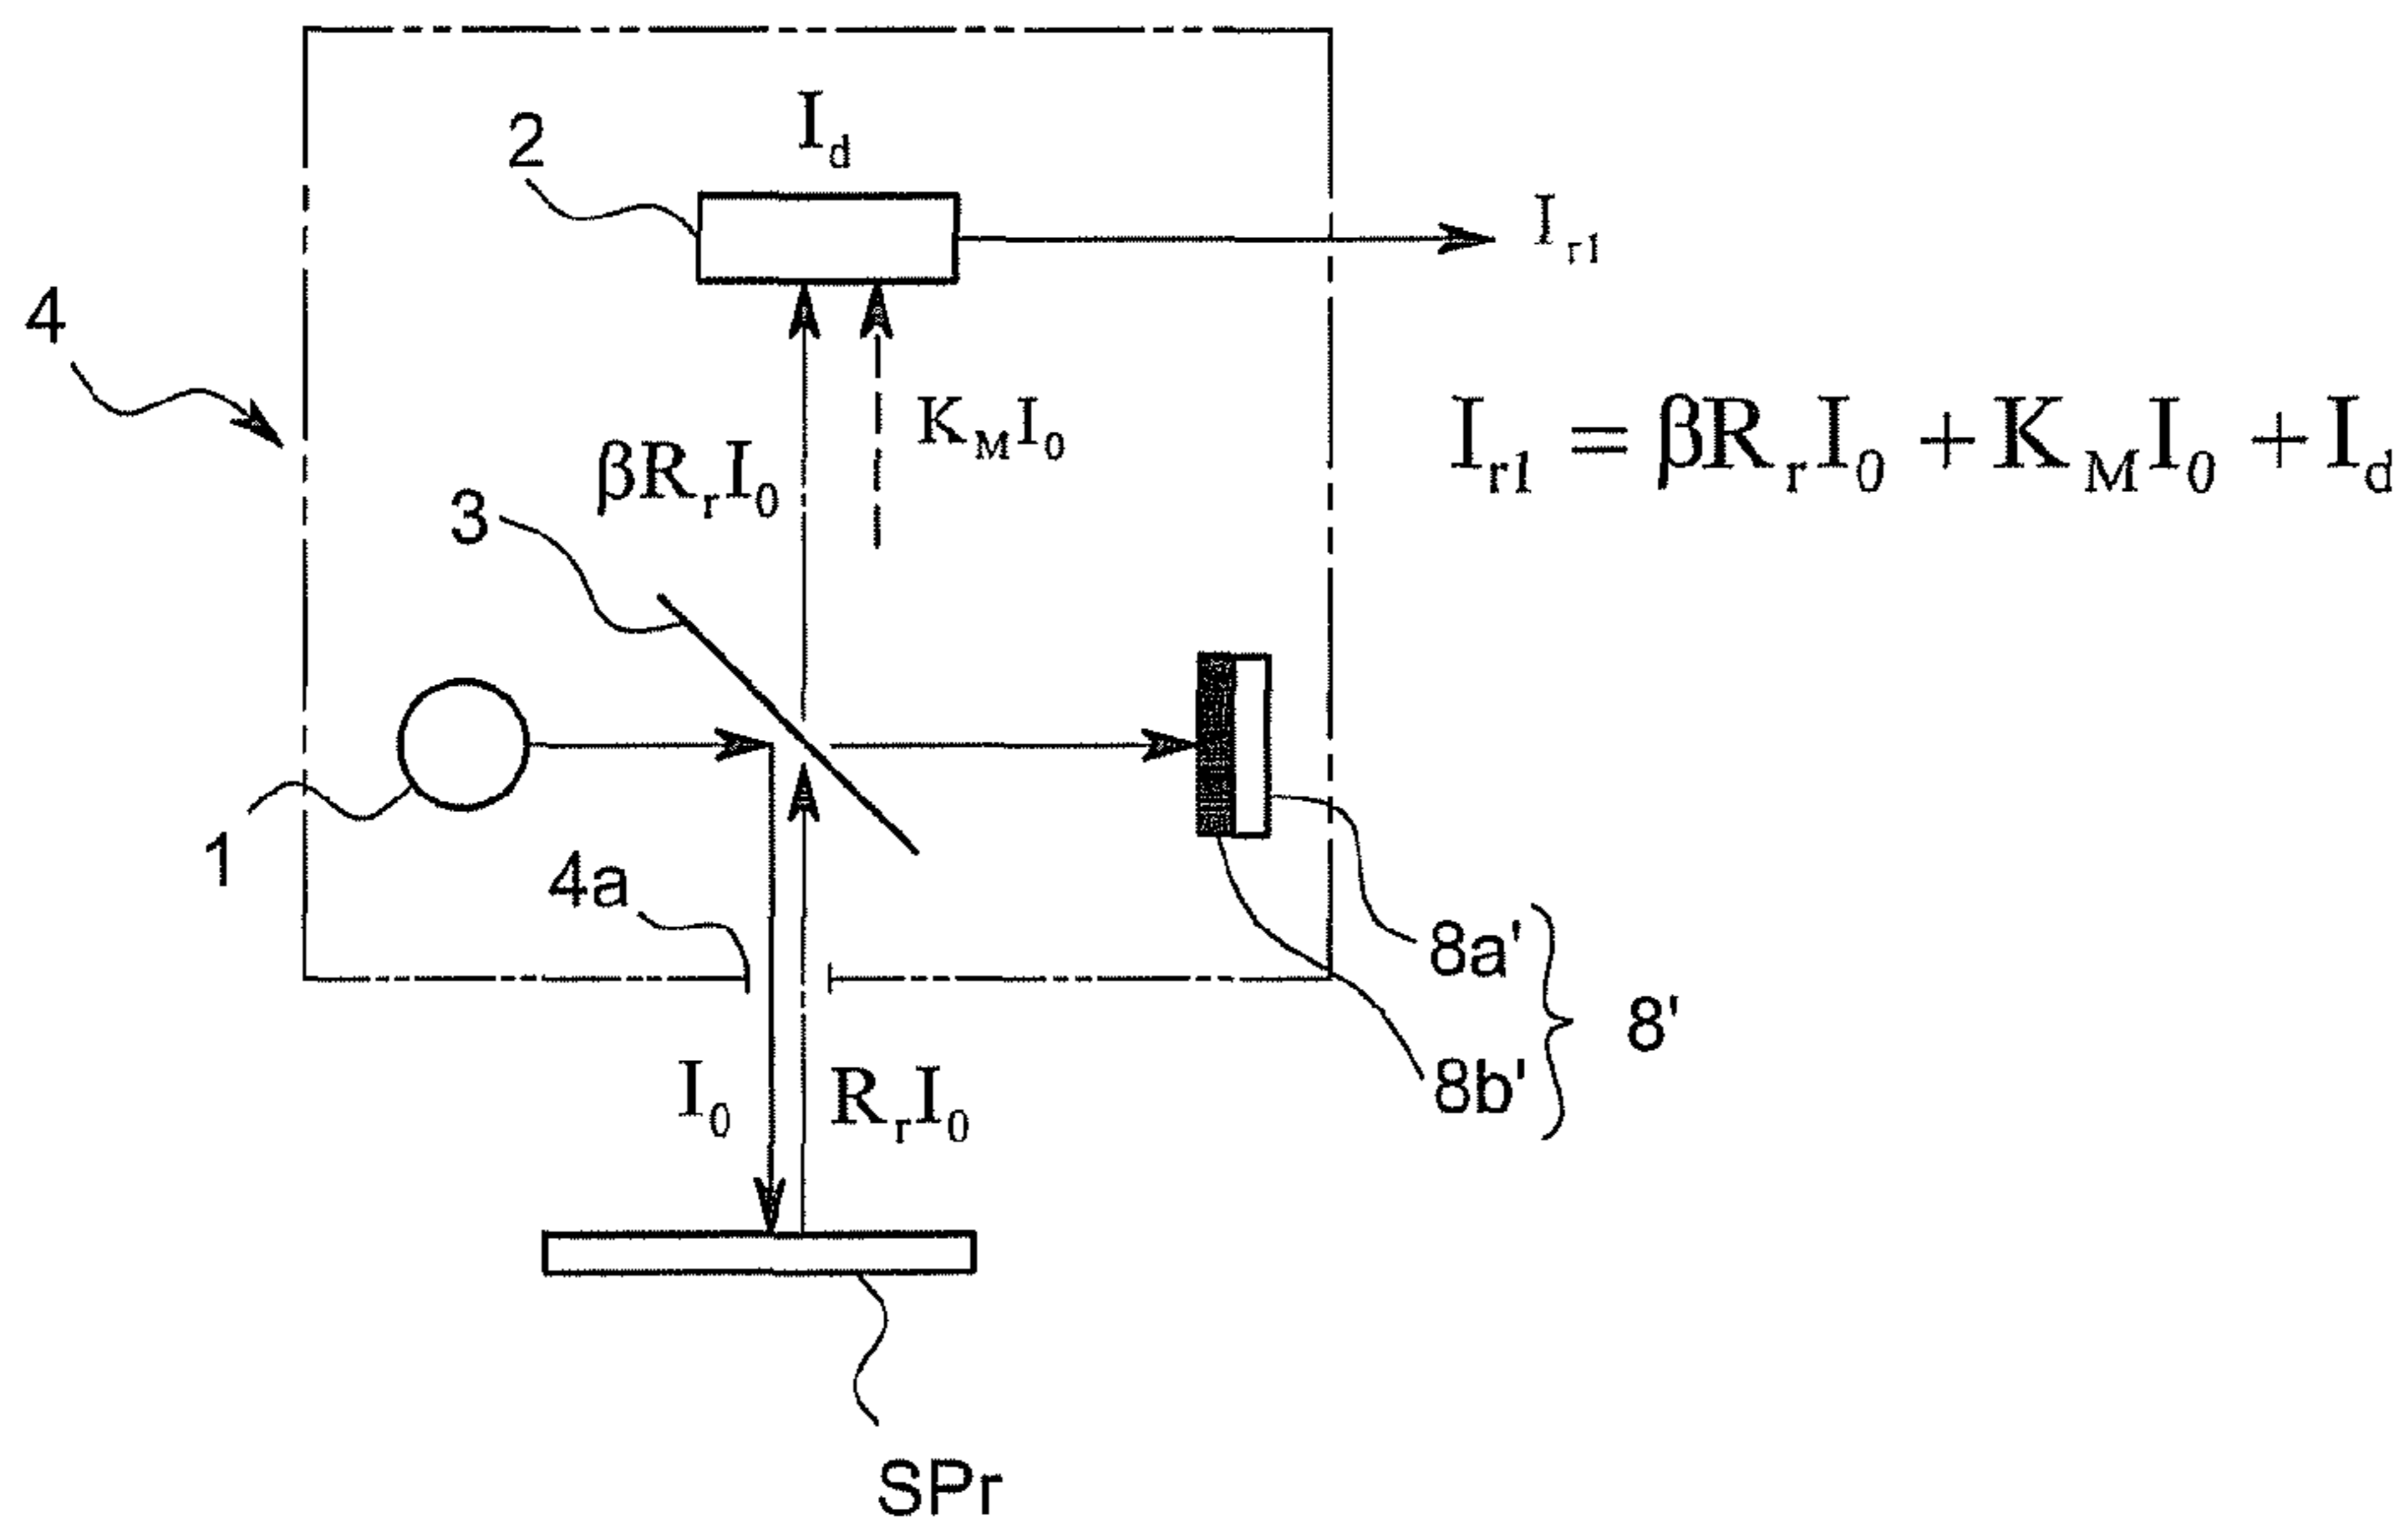 I_d
2
I_r1
4
K_M I_0
I_r1 = βR_r I_0 + K_M I_0 + I_d
βR_r I_0
3
1
4a
8a'
8'
8b'
I_0
R_r I_0
SPr